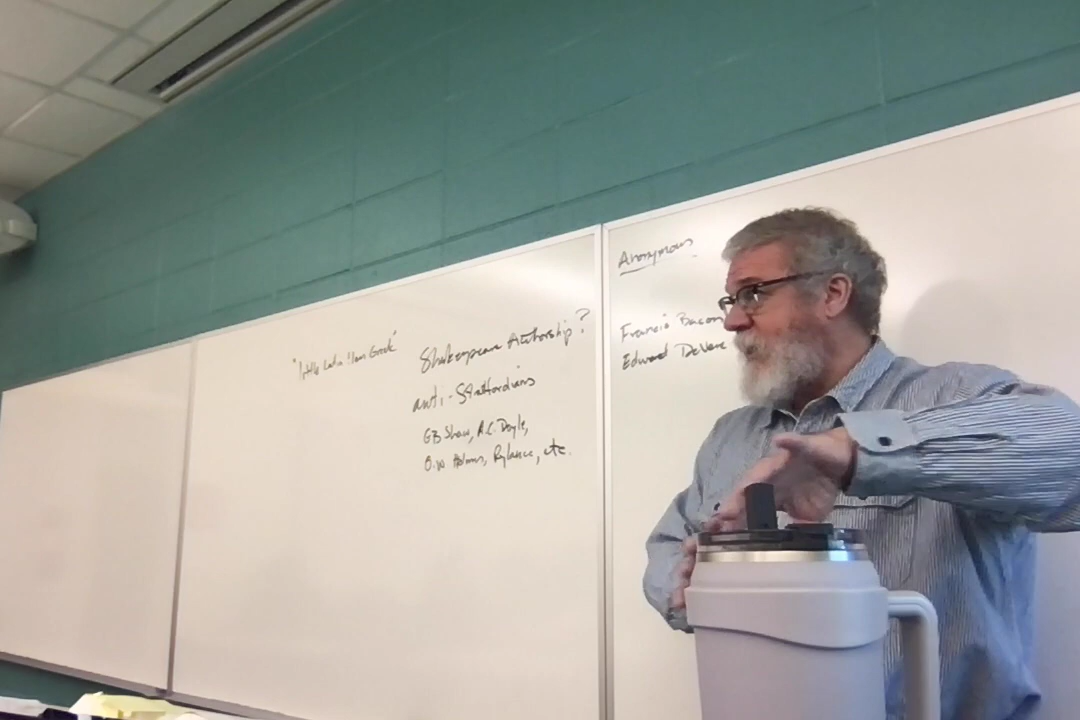 "little Latin & less Greek"
Shakespeare Authorship?
anti-Stratfordians
GB Shaw, A.C. Doyle,
O.W Holmes, Rylance, etc.
Anonymous
Francis Bacon
Edward DeVere